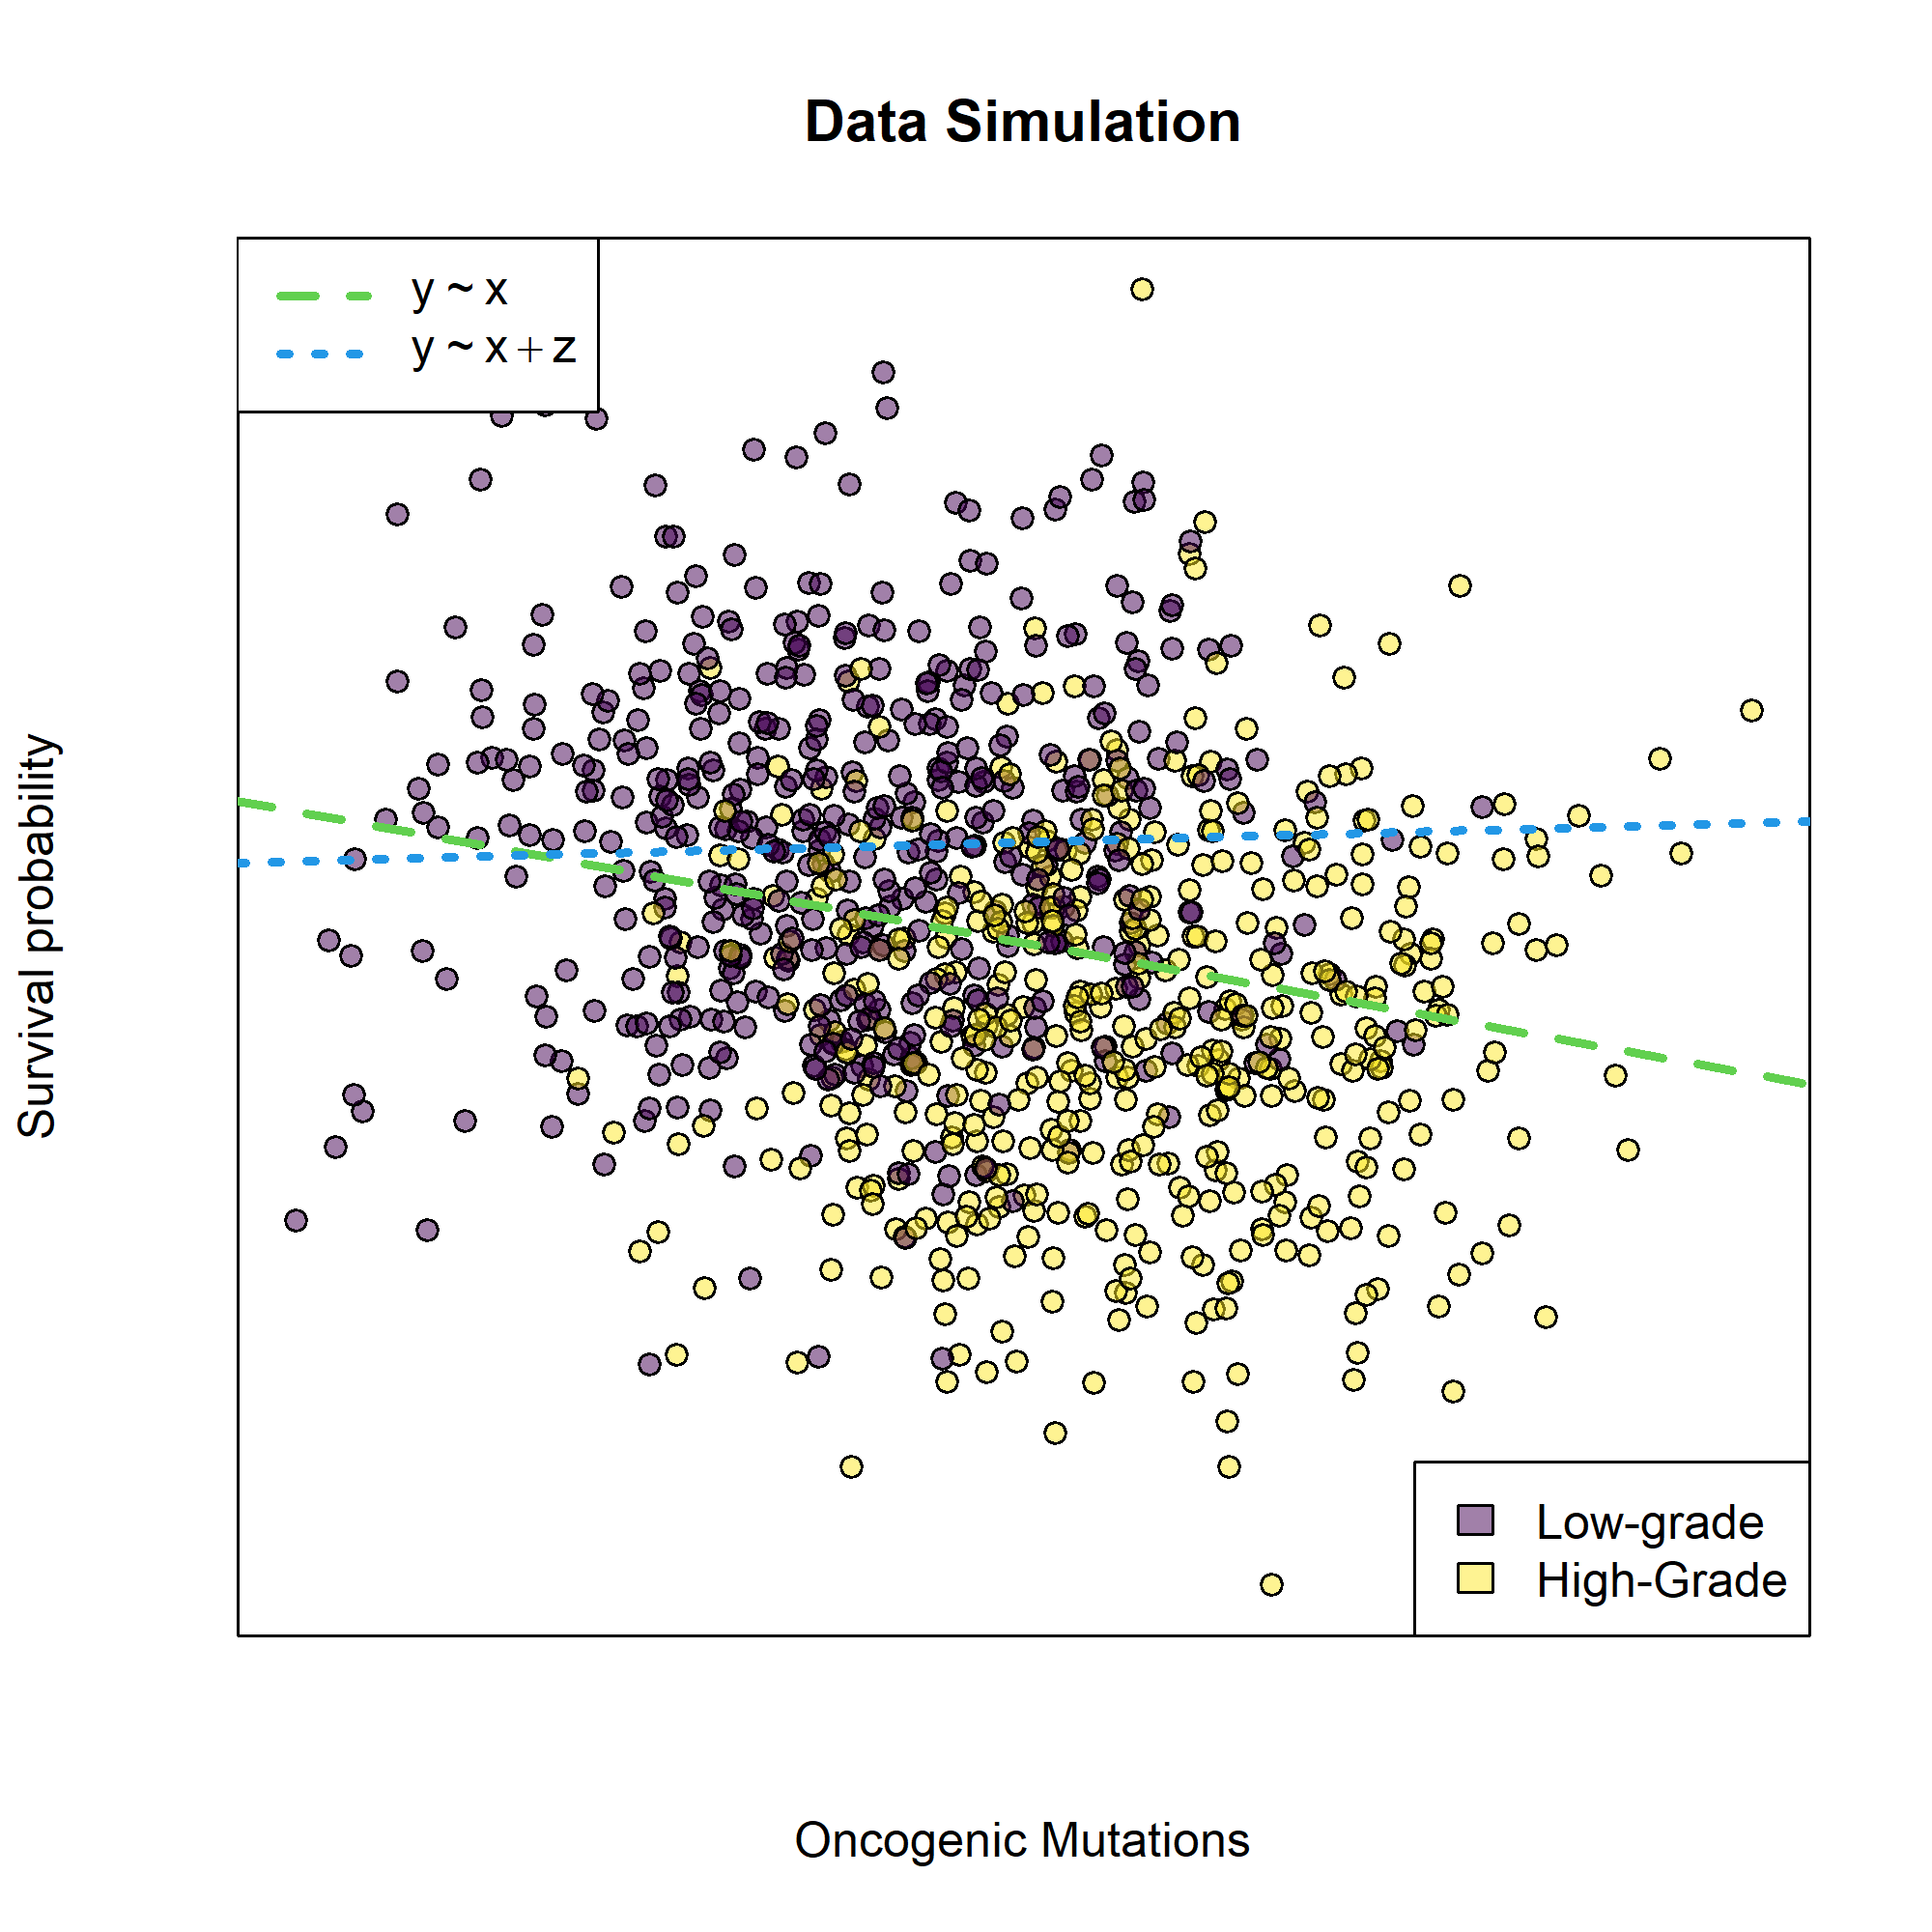 Data Simulation
y ~ x
y ~ x + z
Survival probability
Low-grade
High-Grade
Oncogenic Mutations